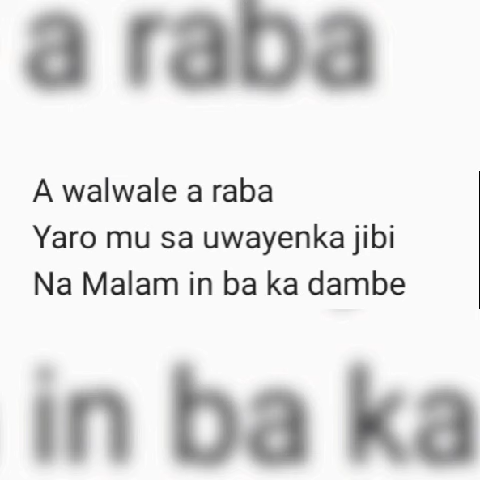 a raba
A walwale a raba
Yaro mu sa uwayenka jibi
Na Malam in ba ka dambe
in ba ka